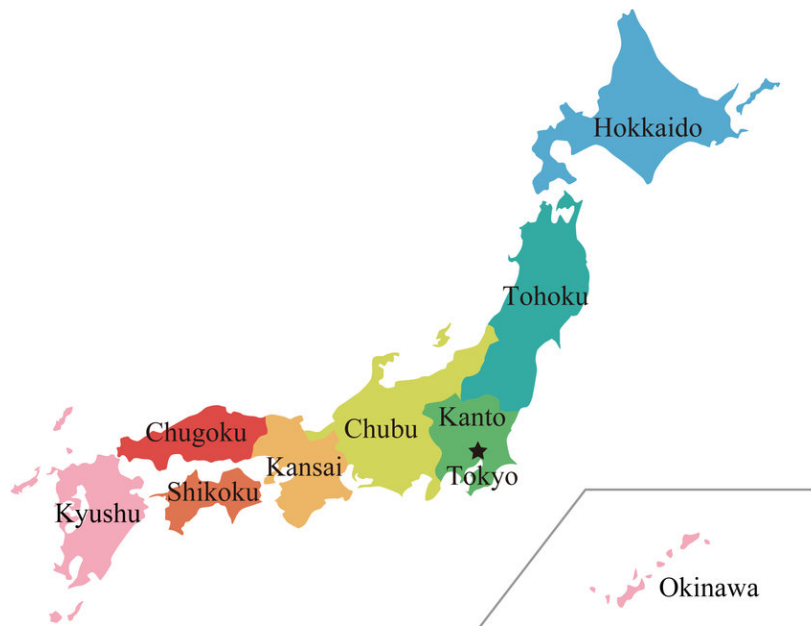 Hokkaido
Tohoku
Kanto
Chugoku
Chubu
Kansai
Tokyo
Shikoku
Kyushu
Okinawa